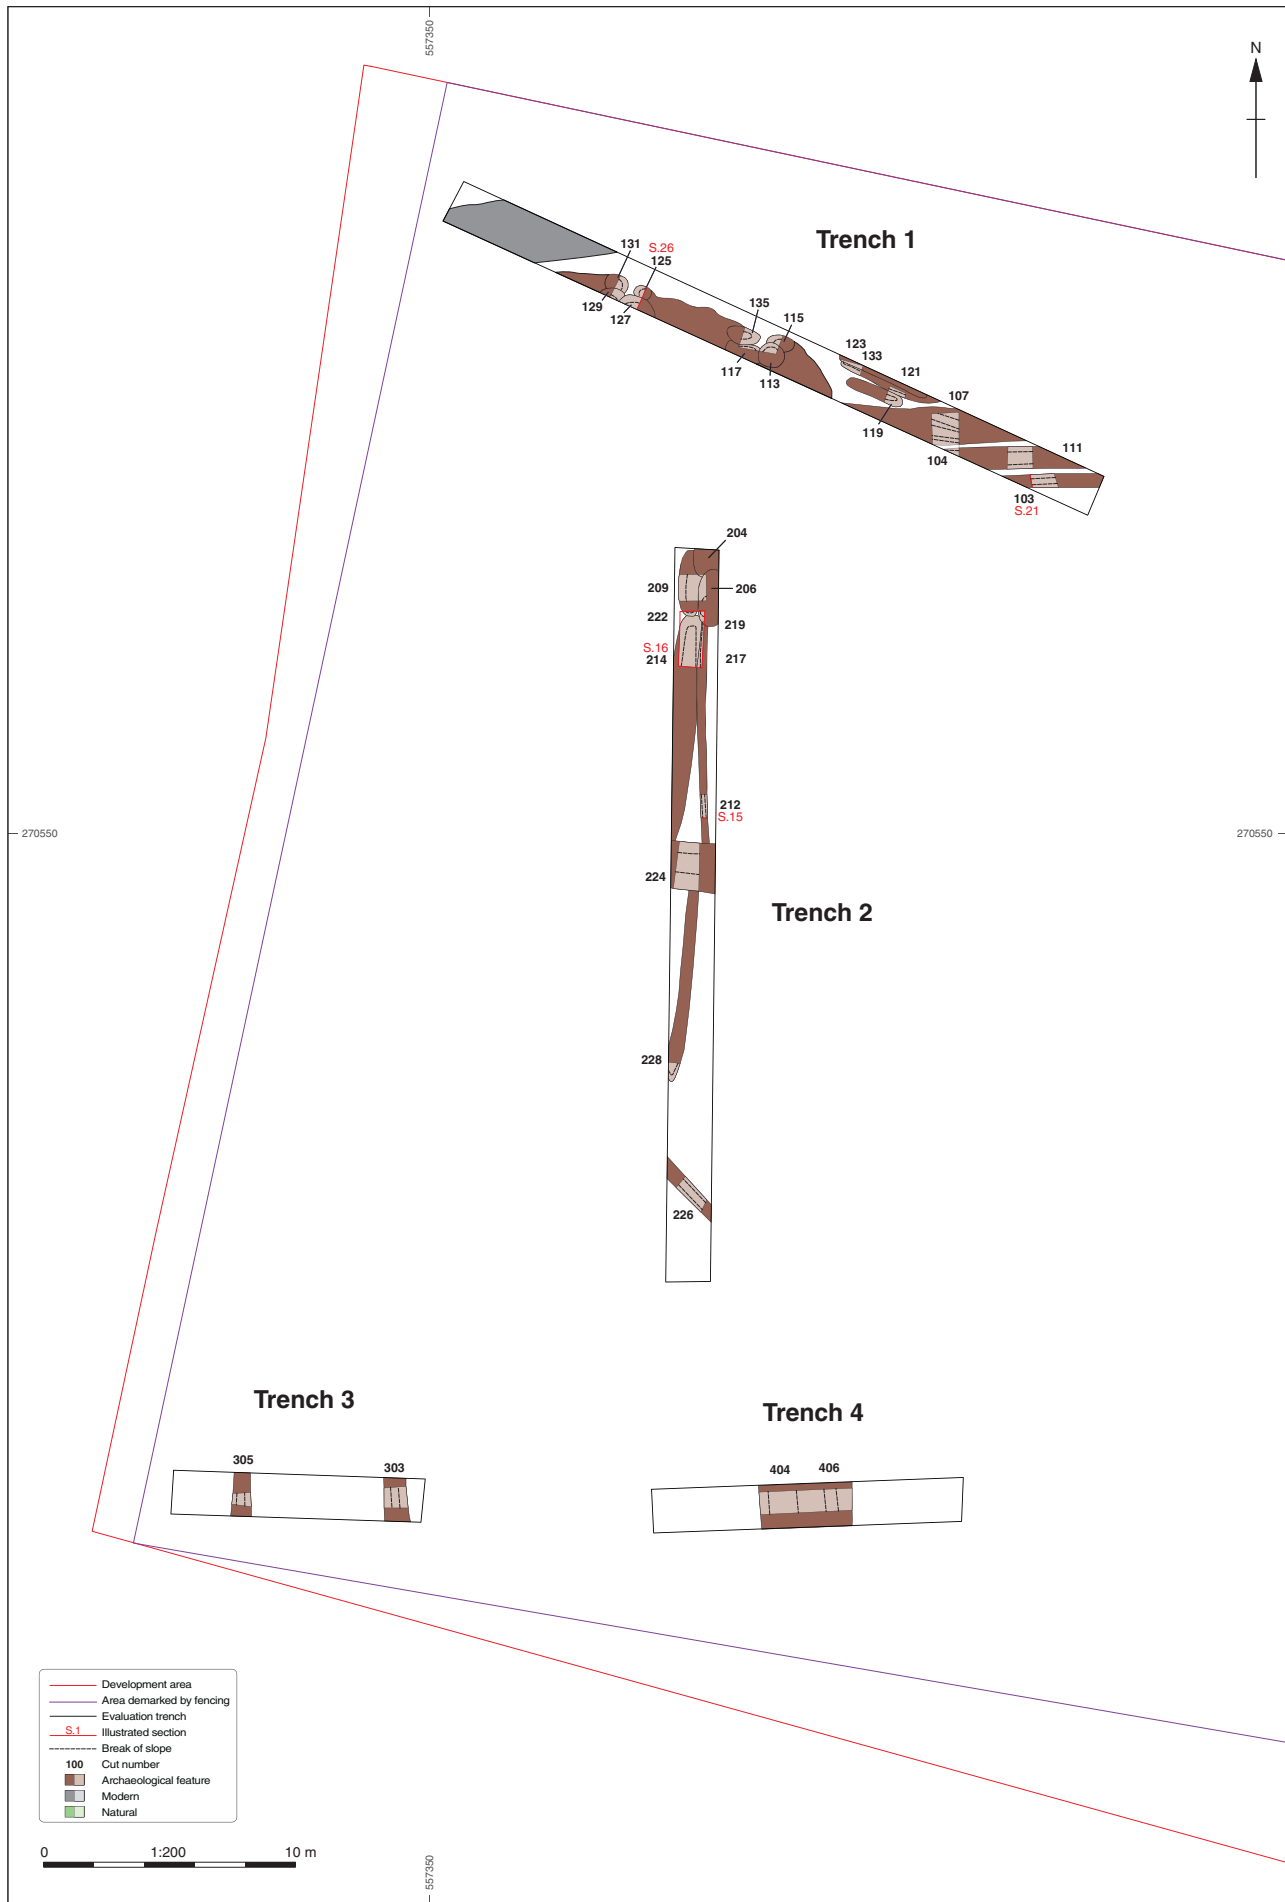 557350
N
Trench 1
131
S.26
125
129
127
135
115
117
113
123
133
121
107
119
104
111
103
S.21
204
209
206
222
219
S.16
214
217
212
S.15
270550
270550
224
Trench 2
228
226
Trench 3
305
303
Trench 4
404
406
Development area
Area demarked by fencing
Evaluation trench
S.1 Illustrated section
Break of slope
100 Cut number
Archaeological feature
Modern
Natural
0 1:200 10 m
557350